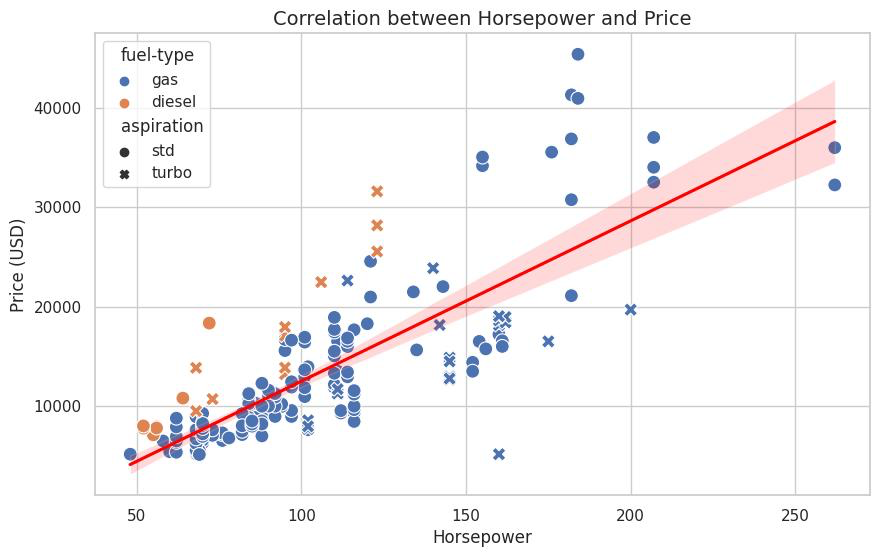 Correlation between Horsepower and Price
fuel-type
gas
diesel
aspiration
std
turbo
40000
30000
20000
10000
Price (USD)
50
100
150
200
250
Horsepower